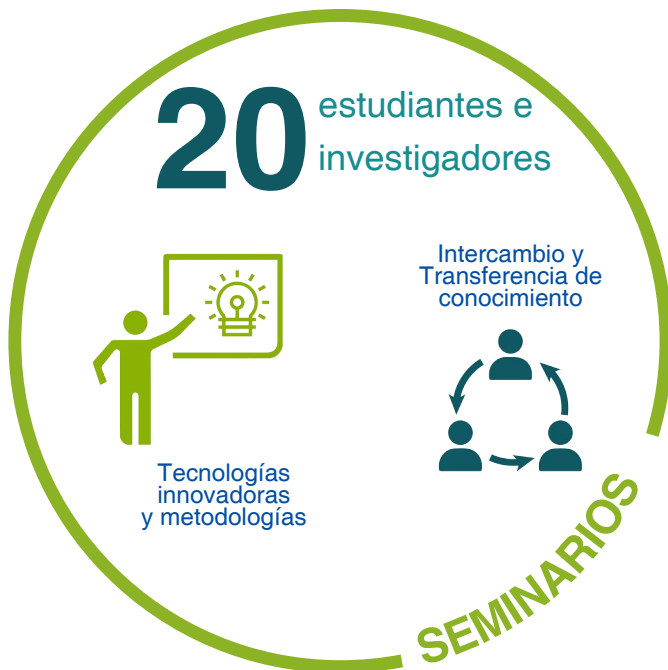 20
estudiantes e
investigadores
Intercambio y
Transferencia de
conocimiento
Tecnologías
innovadoras
y metodologías
SEMINARIOS